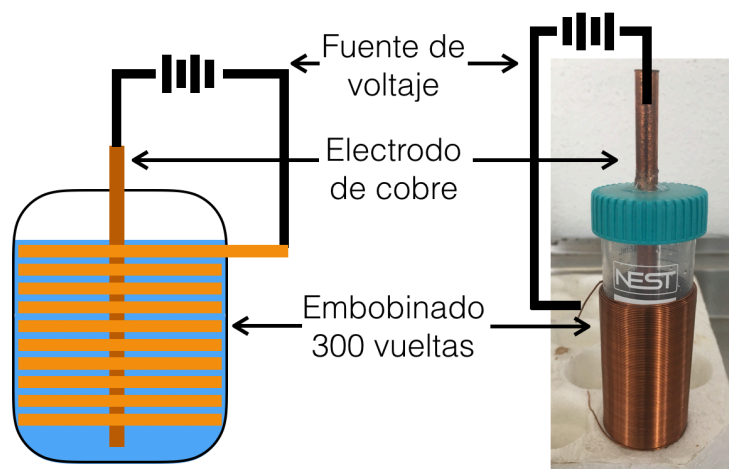 Fuente de
voltaje
Electrodo
de cobre
NEST
Embobinado
300 vueltas